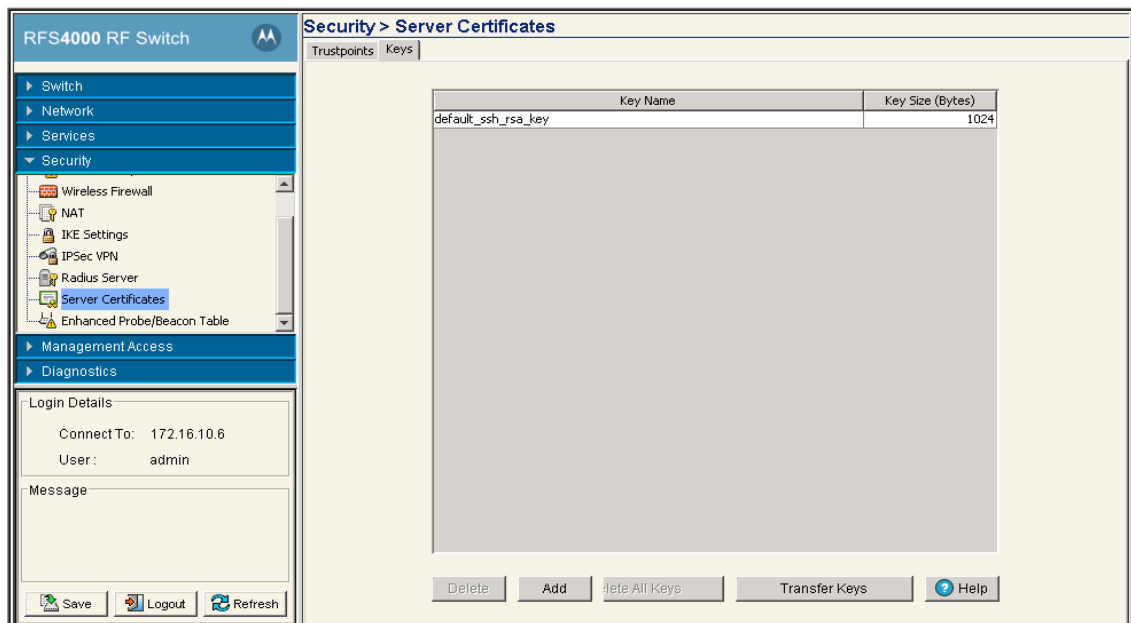 RFS4000 RF Switch
Switch
Network
Services
Security
Wireless Firewall
NAT
IKE Settings
IPSec VPN
Radius Server
Server Certificates
Enhanced Probe/Beacon Table
Management Access
Diagnostics
Login Details
Connect To: 172.16.10.6
User : admin
Message
Save Logout Refresh
Security > Server Certificates
Trustpoints Keys
Key Name Key Size (Bytes)
default_ssh_rsa_key 1024
Delete Add lete All Keys Transfer Keys Help